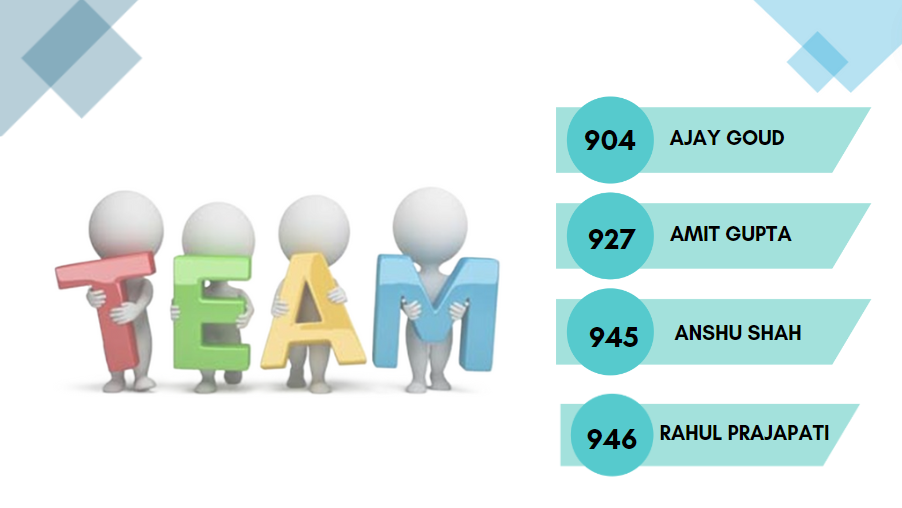 TEAM
904 AJAY GOUD
927 AMIT GUPTA
945 ANSHU SHAH
946 RAHUL PRAJAPATI